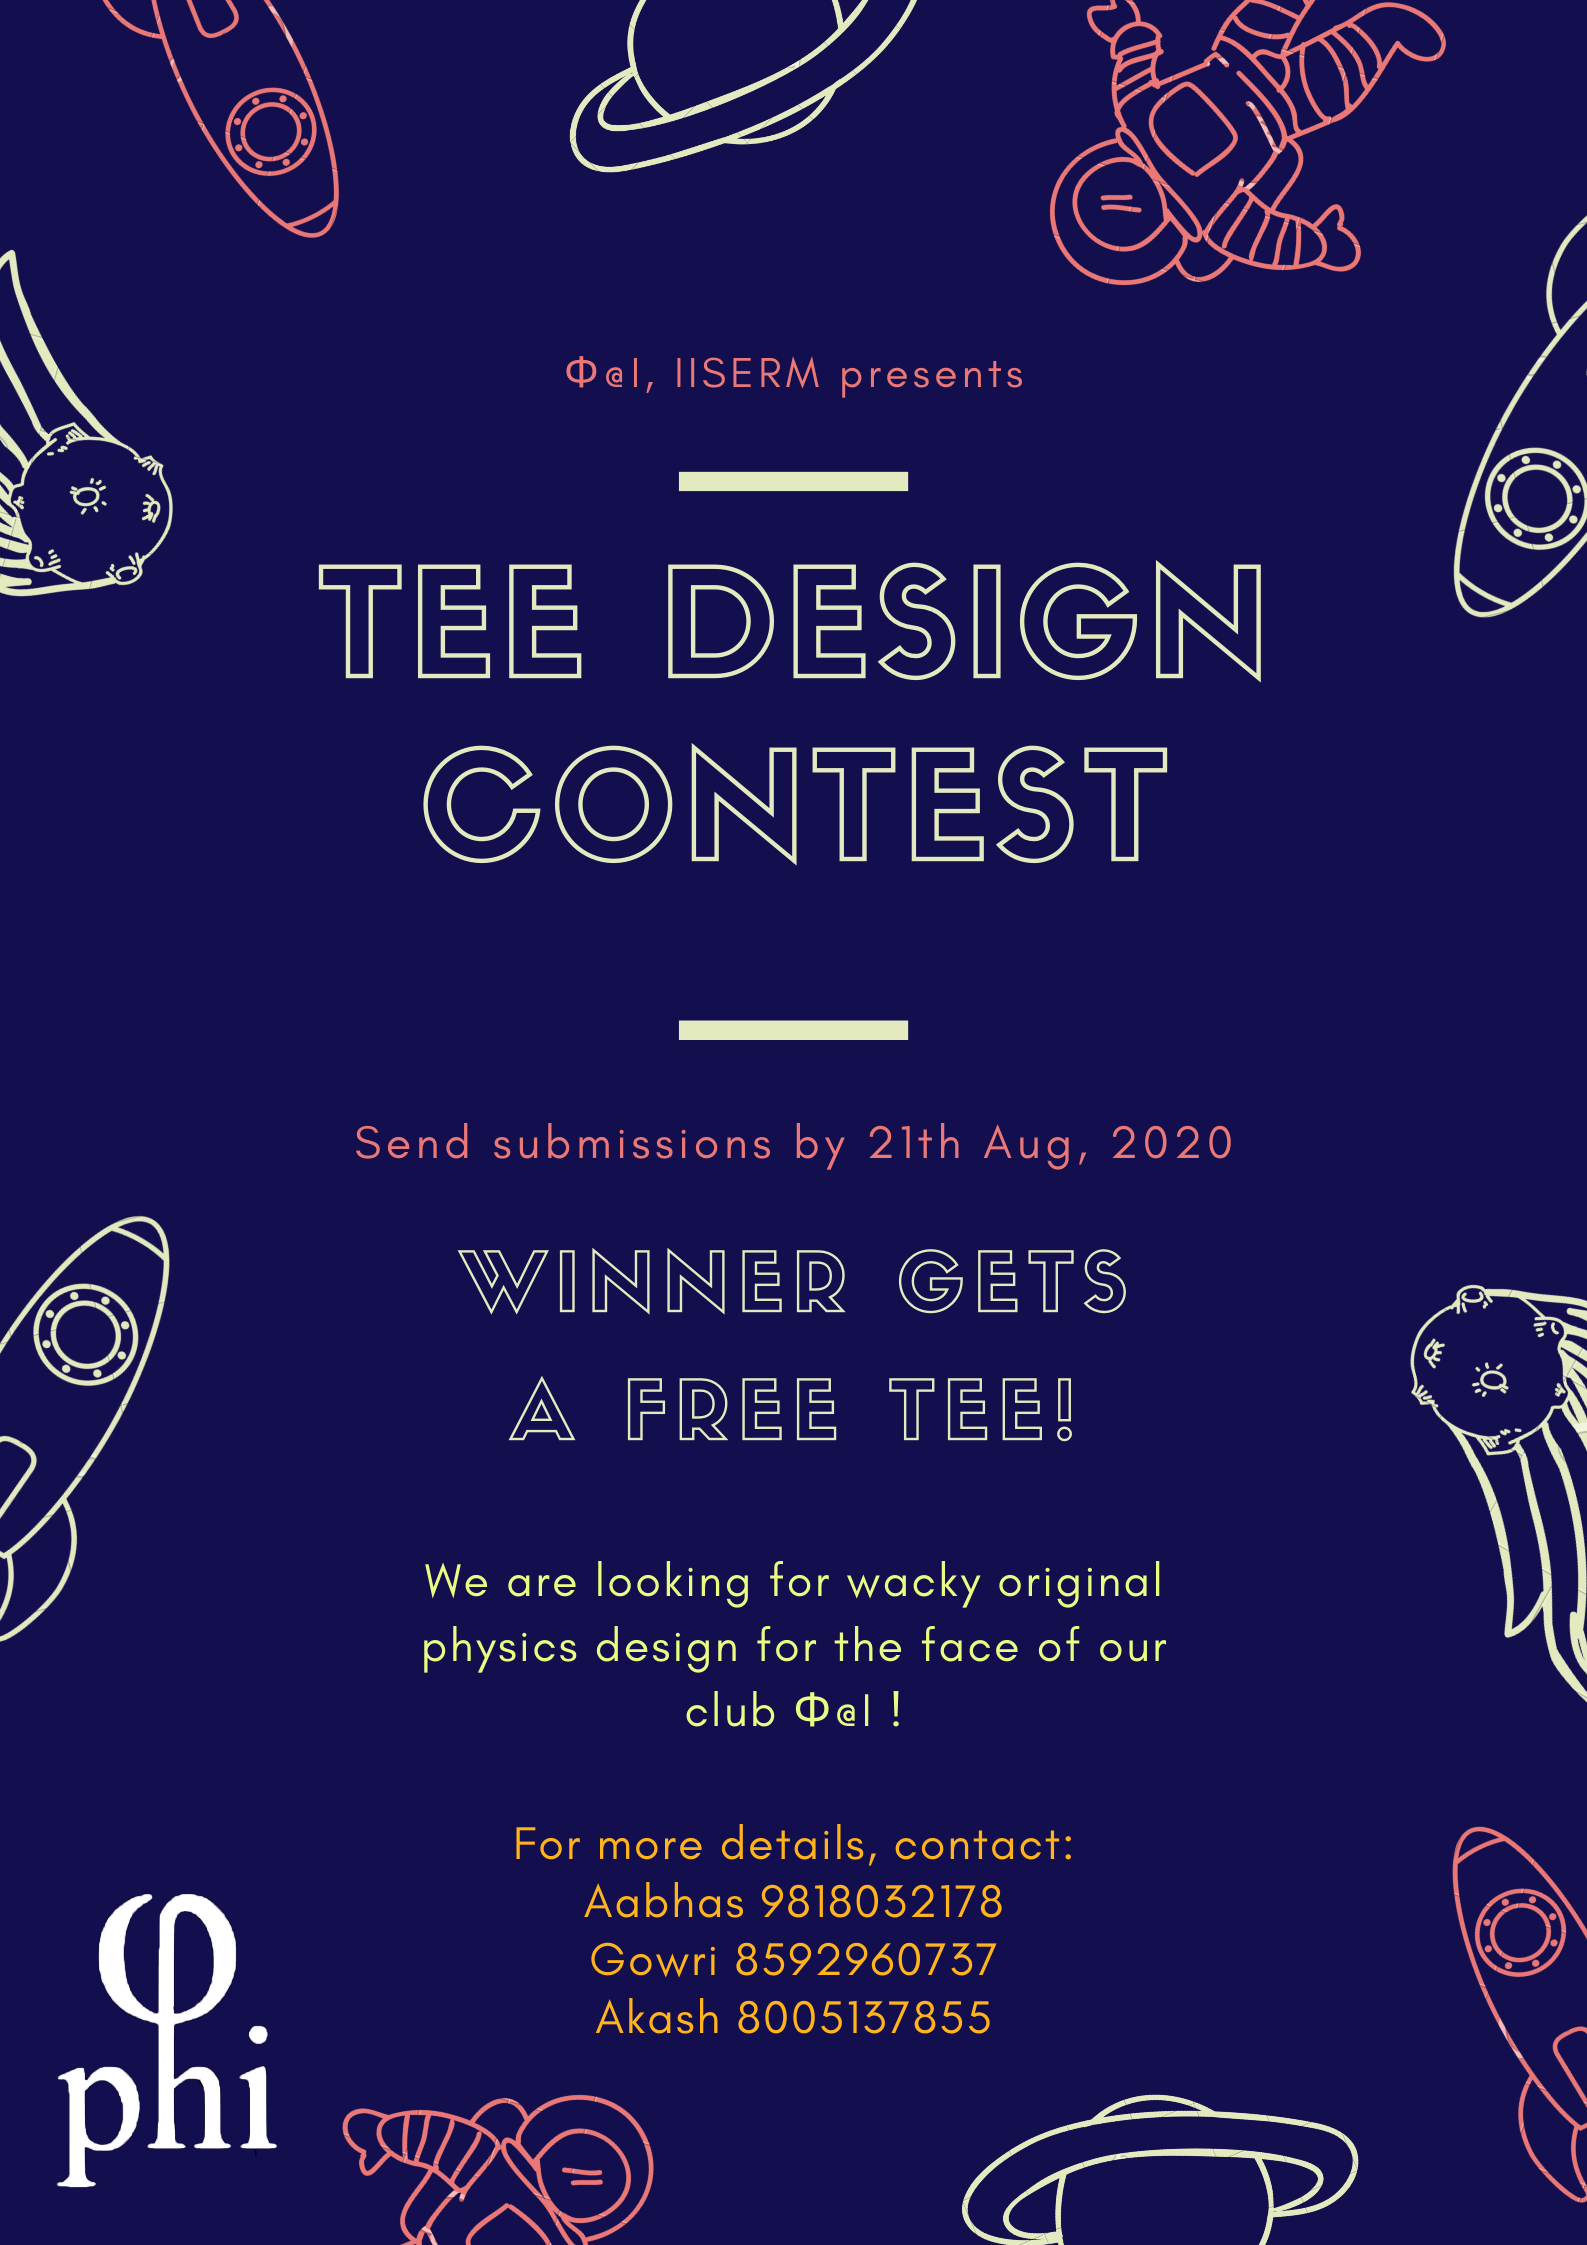 Φ@I, IISERM presents
TEE DESIGN
CONTEST
Send submissions by 21th Aug, 2020
WINNER GETS
A FREE TEE!
We are looking for wacky original
physics design for the face of our
club Φ@I !
For more details, contact:
Aabhas 9818032178
Gowri 8592960737
Akash 8005137855
φ
phi